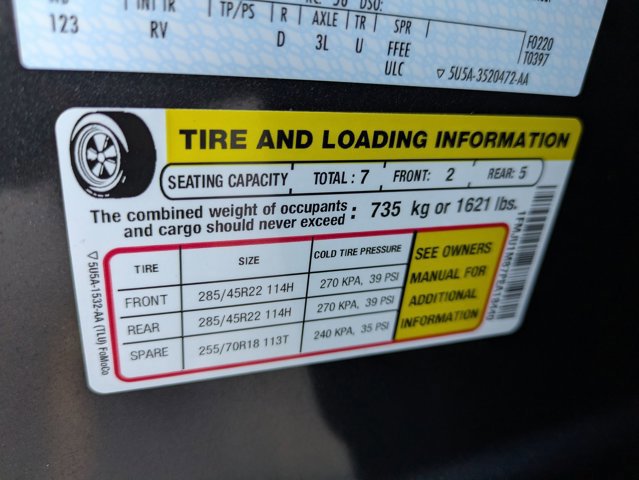 123
INT TR
RV
TP/PS
R
D
AXLE
3L
TR
U
SPR
FFEE
ULC
F0220
T0397
▽ 5U5A-3520472-AA
TIRE AND LOADING INFORMATION
SEATING CAPACITY TOTAL : 7 FRONT: 2 REAR: 5
The combined weight of occupants
and cargo should never exceed : 735 kg or 1621 lbs.
TIRE SIZE COLD TIRE PRESSURE
FRONT 285/45R22 114H 270 KPA, 39 PSI
REAR 285/45R22 114H 270 KPA, 39 PSI
SPARE 255/70R18 113T 240 KPA, 35 PSI
SEE OWNERS
MANUAL FOR
ADDITIONAL
INFORMATION
▽ 5U5A-1532-AA (TLU) FoMoCo